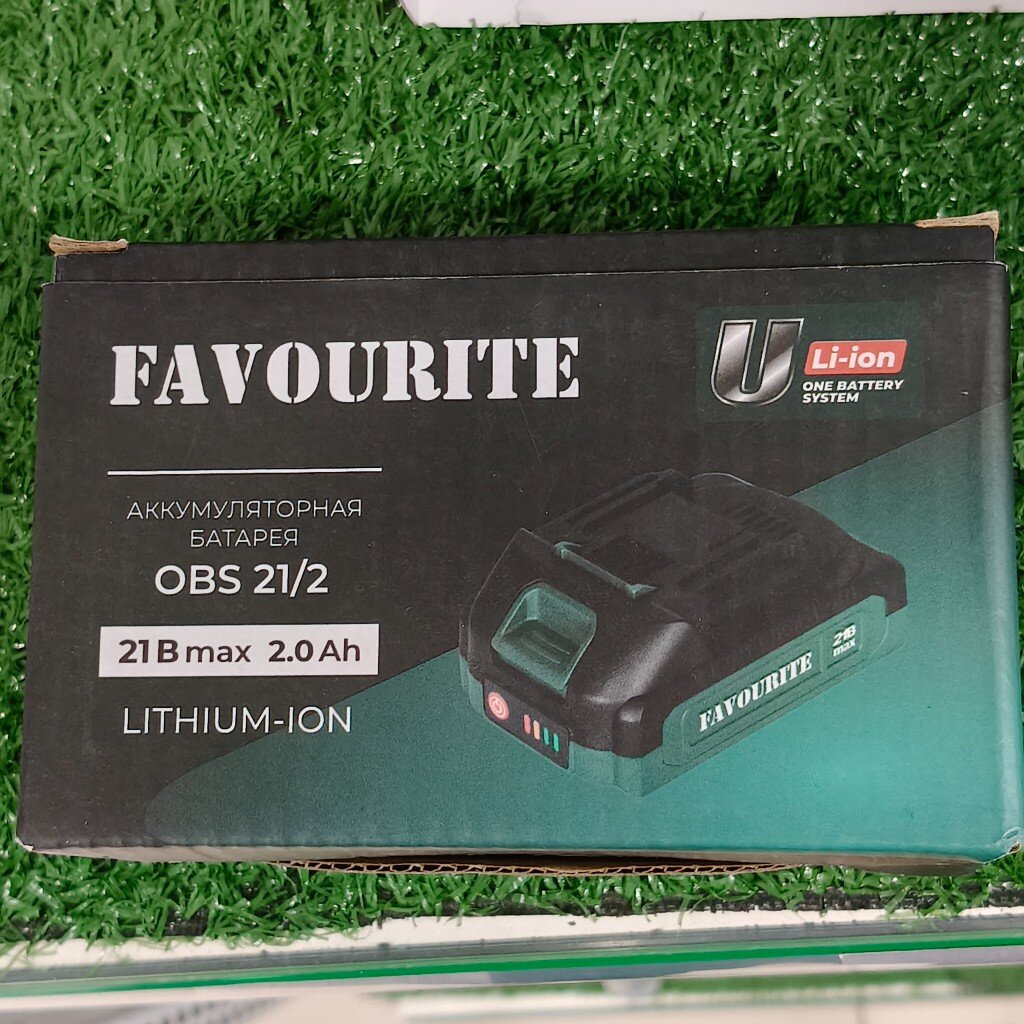 FAVOURITE
U Li-ion
ONE BATTERY
SYSTEM
АККУМУЛЯТОРНАЯ
БАТАРЕЯ
OBS 21/2
21 В max 2.0 Ah
LITHIUM-ION
FAVOURITE
21В
max